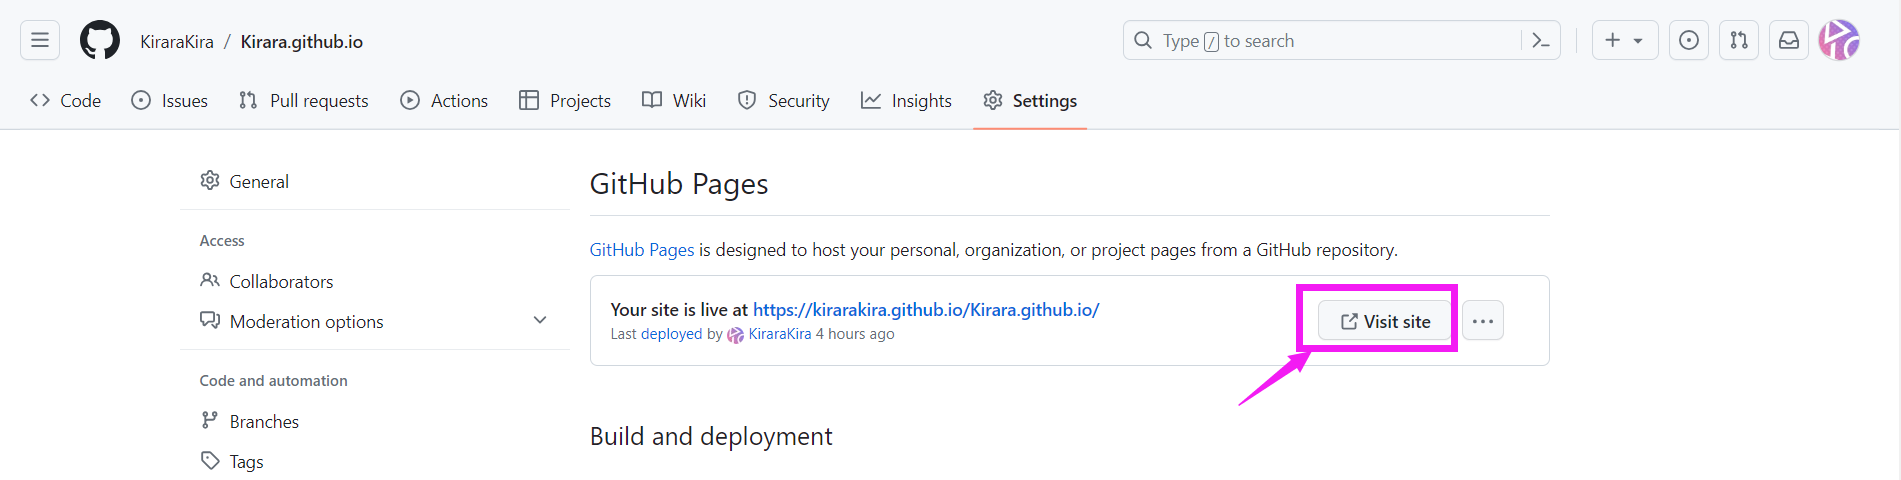 KiraraKira / Kirara.github.io
Type / to search
Code Issues Pull requests Actions Projects Wiki Security Insights Settings
General
Access
Collaborators
Moderation options
Code and automation
Branches
Tags
GitHub Pages
GitHub Pages is designed to host your personal, organization, or project pages from a GitHub repository.
Your site is live at https://kirarakira.github.io/Kirara.github.io/
Last deployed by KiraraKira 4 hours ago
Visit site
Build and deployment